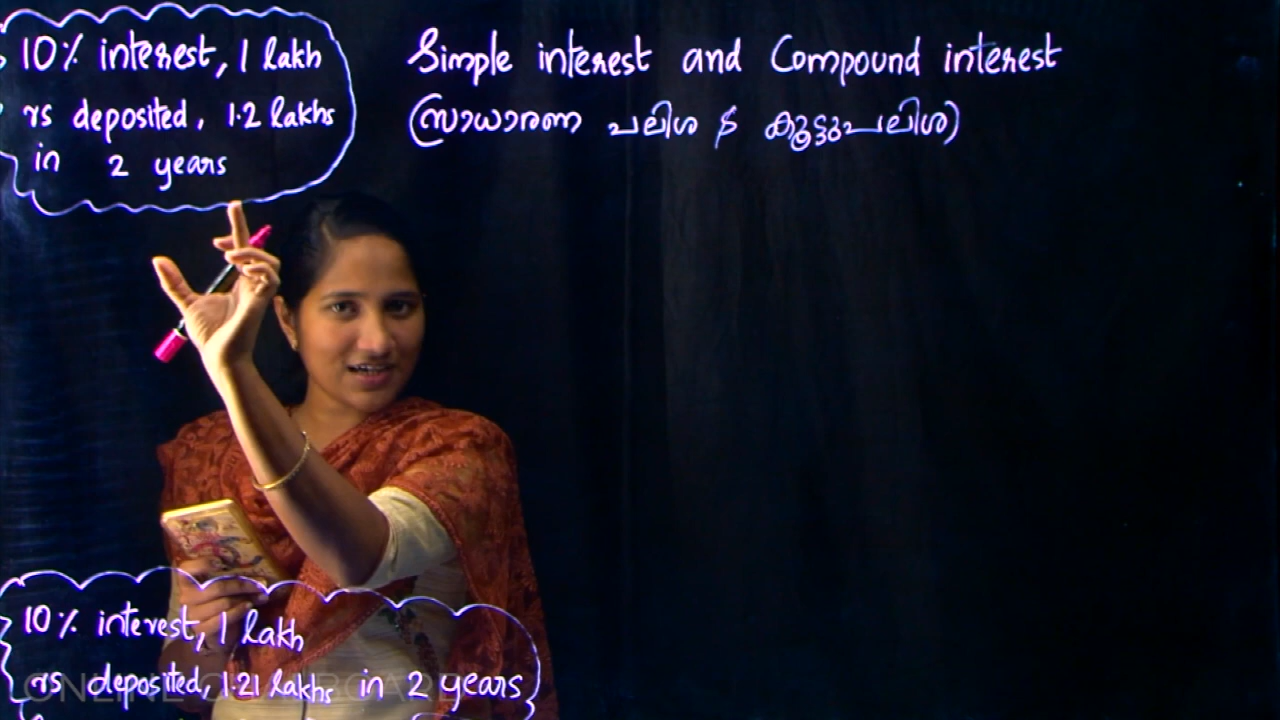 10% interest, 1 lakh
rs deposited, 1.2 lakhs
in 2 years
Simple interest and Compound interest
(സാധാരണ പലിശ & കൂട്ടുപലിശ)
10% interest, 1 lakh
rs deposited, 1.21 lakhs in 2 years